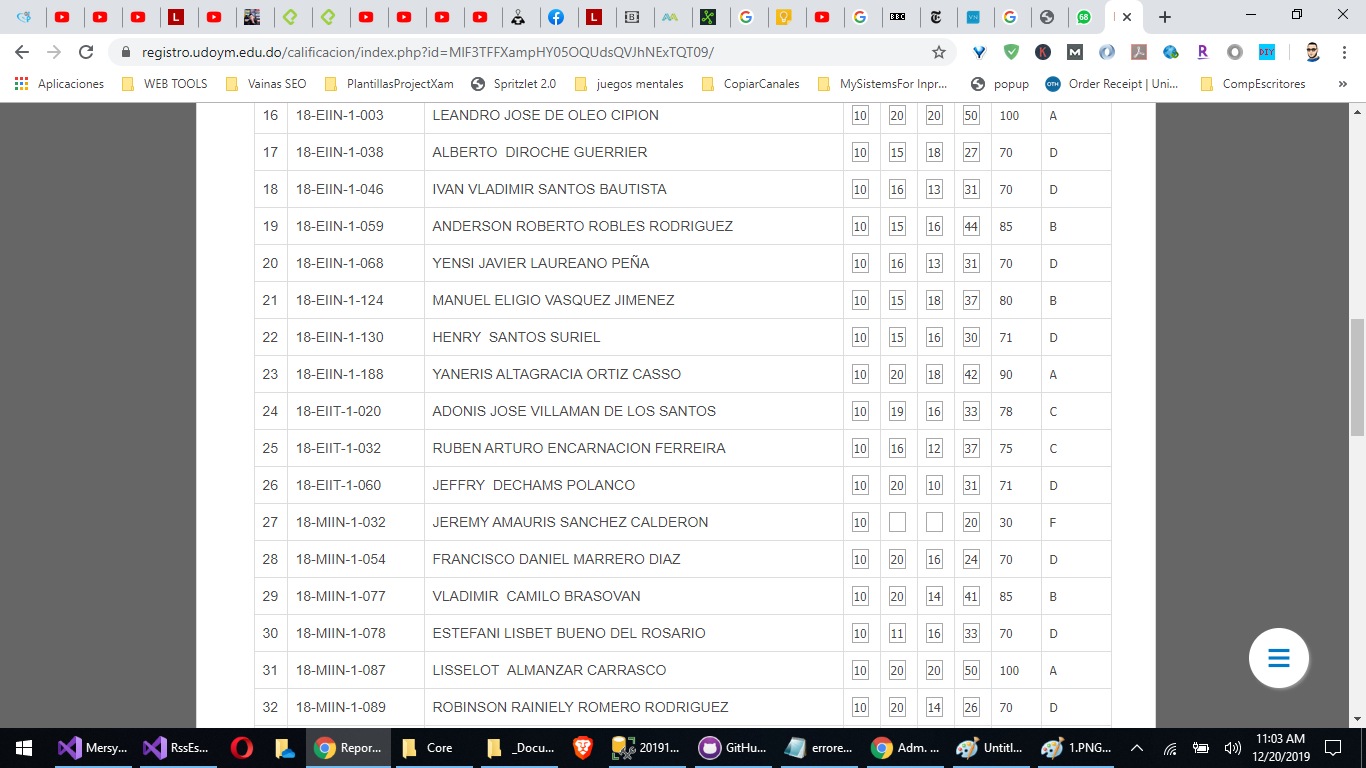 registro.udoym.edu.do/calificacion/index.php?id=MlF3TFFXampHY05OQUdsQVJhNExTQT09/
Aplicaciones WEB TOOLS Vainas SEO PlantillasProjectXam Spritzlet 2.0 juegos mentales CopiarCanales MySistemsFor Inpr... popup Order Receipt | Uni... CompEscritores »
16 18-EIIN-1-003 LEANDRO JOSE DE OLEO CIPION 10 20 20 50 100 A
17 18-EIIN-1-038 ALBERTO DIROCHE GUERRIER 10 15 18 27 70 D
18 18-EIIN-1-046 IVAN VLADIMIR SANTOS BAUTISTA 10 16 13 31 70 D
19 18-EIIN-1-059 ANDERSON ROBERTO ROBLES RODRIGUEZ 10 15 16 44 85 B
20 18-EIIN-1-068 YENSI JAVIER LAUREANO PEÑA 10 16 13 31 70 D
21 18-EIIN-1-124 MANUEL ELIGIO VASQUEZ JIMENEZ 10 15 18 37 80 B
22 18-EIIN-1-130 HENRY SANTOS SURIEL 10 15 16 30 71 D
23 18-EIIN-1-188 YANERIS ALTAGRACIA ORTIZ CASSO 10 20 18 42 90 A
24 18-EIIT-1-020 ADONIS JOSE VILLAMAN DE LOS SANTOS 10 19 16 33 78 C
25 18-EIIT-1-032 RUBEN ARTURO ENCARNACION FERREIRA 10 16 12 37 75 C
26 18-EIIT-1-060 JEFFRY DECHAMS POLANCO 10 20 10 31 71 D
27 18-MIIN-1-032 JEREMY AMAURIS SANCHEZ CALDERON 10 20 30 F
28 18-MIIN-1-054 FRANCISCO DANIEL MARRERO DIAZ 10 20 16 24 70 D
29 18-MIIN-1-077 VLADIMIR CAMILO BRASOVAN 10 20 14 41 85 B
30 18-MIIN-1-078 ESTEFANI LISBET BUENO DEL ROSARIO 10 11 16 33 70 D
31 18-MIIN-1-087 LISSELOT ALMANZAR CARRASCO 10 20 20 50 100 A
32 18-MIIN-1-089 ROBINSON RAINIELY ROMERO RODRIGUEZ 10 20 14 26 70 D
Mersy... RssEs... Repor... Core _Docu... 20191... GitHu... errore... Adm. ... Untitl... 1.PNG... 11:03 AM
12/20/2019